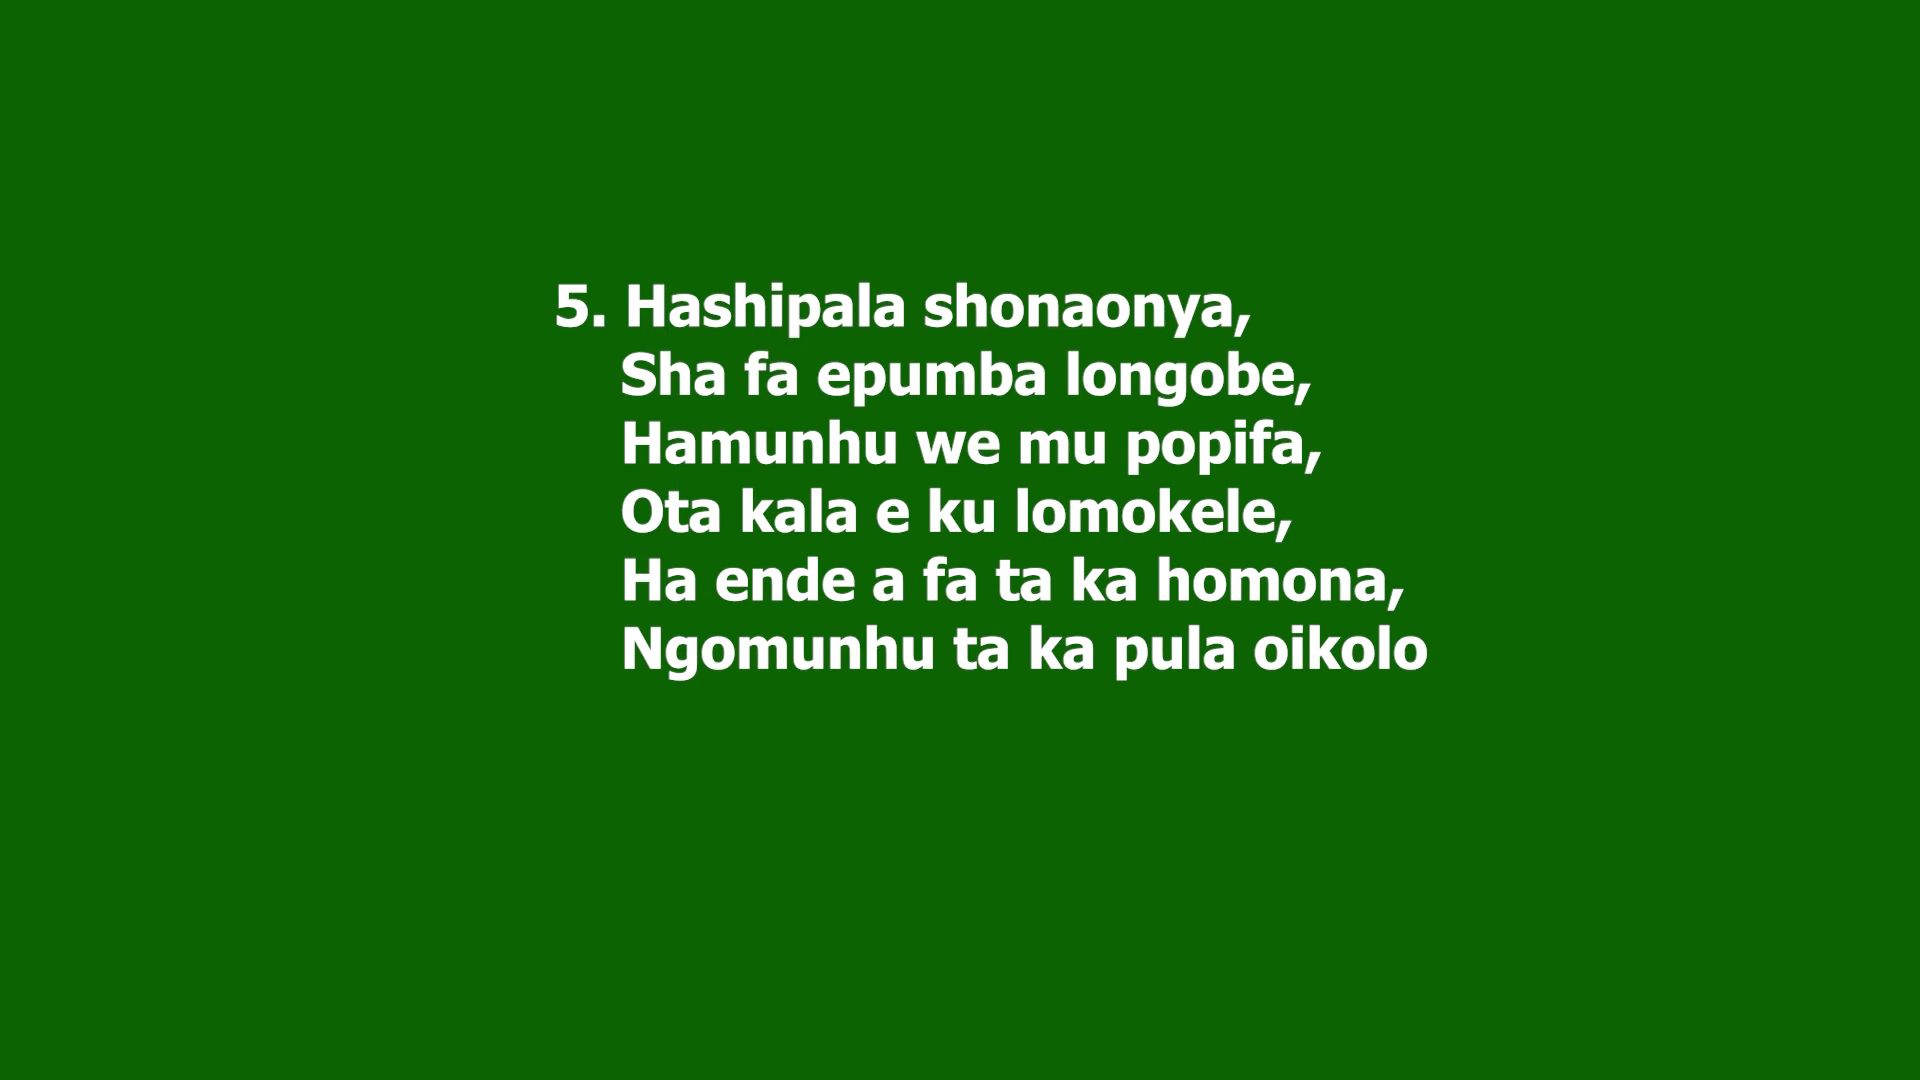 5. Hashipala shonaonya,
Sha fa epumba longobe,
Hamunhu we mu popifa,
Ota kala e ku lomokele,
Ha ende a fa ta ka homona,
Ngomunhu ta ka pula oikolo